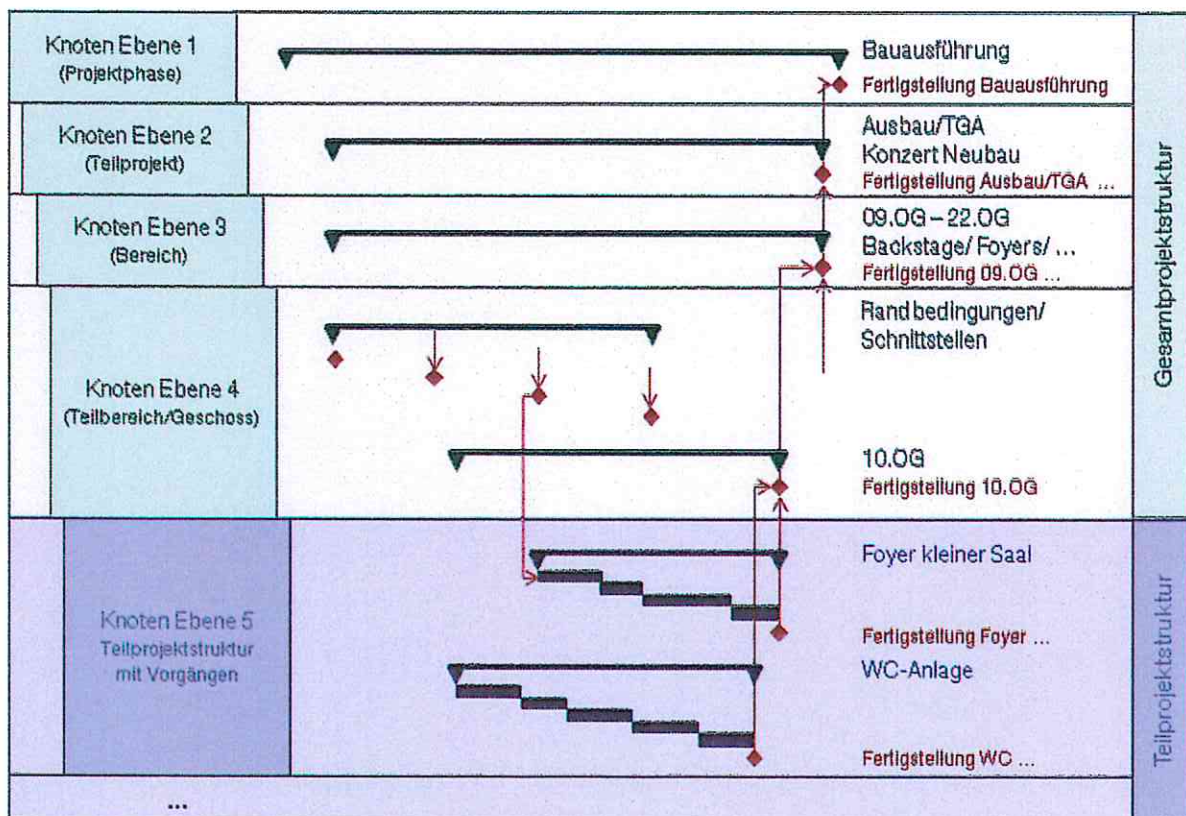 Knoten Ebene 1
(Projektphase)
Bauausführung
Fertigstellung Bauausführung
Knoten Ebene 2
(Teilprojekt)
Ausbau/TGA
Konzert Neubau
Fertigstellung Ausbau/TGA ...
Knoten Ebene 3
(Bereich)
09.OG – 22.OG
Backstage/ Foyers/ ...
Fertigstellung 09.OG ...
Knoten Ebene 4
(Teilbereich/Geschoss)
Randbedingungen/
Schnittstellen
10.OG
Fertigstellung 10.OG
Gesamtprojektstruktur
Knoten Ebene 5
Teilprojektstruktur
mit Vorgängen
Foyer kleiner Saal
Fertigstellung Foyer ...
WC-Anlage
Fertigstellung WC ...
Teilprojektstruktur
...